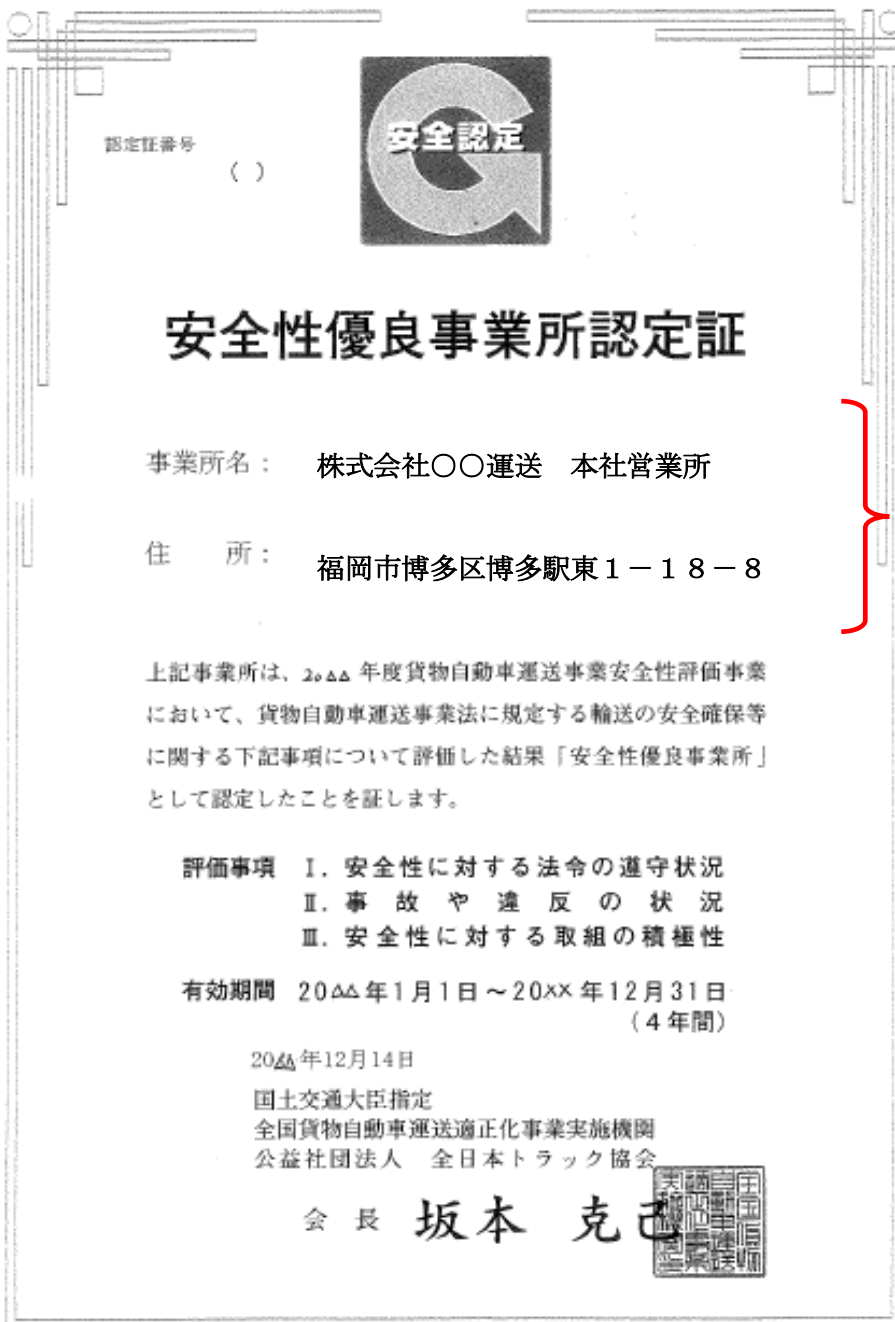 認定証番号
( )
安全認定
安全性優良事業所認定証
事業所名： 株式会社〇〇運送　本社営業所
住　　所： 福岡市博多区博多駅東１－１８－８
上記事業所は、20△△ 年度貨物自動車運送事業安全性評価事業
において、貨物自動車運送事業法に規定する輸送の安全確保等
に関する下記事項について評価した結果「安全性優良事業所」
として認定したことを証します。
評価事項　Ⅰ. 安全性に対する法令の遵守状況
Ⅱ. 事故や違反の状況
Ⅲ. 安全性に対する取組の積極性
有効期間　20△△年1月1日～20××年12月31日
（４年間）
20△△年12月14日
国土交通大臣指定
全国貨物自動車運送適正化事業実施機関
公益社団法人　全日本トラック協会
会　長　坂本　克己